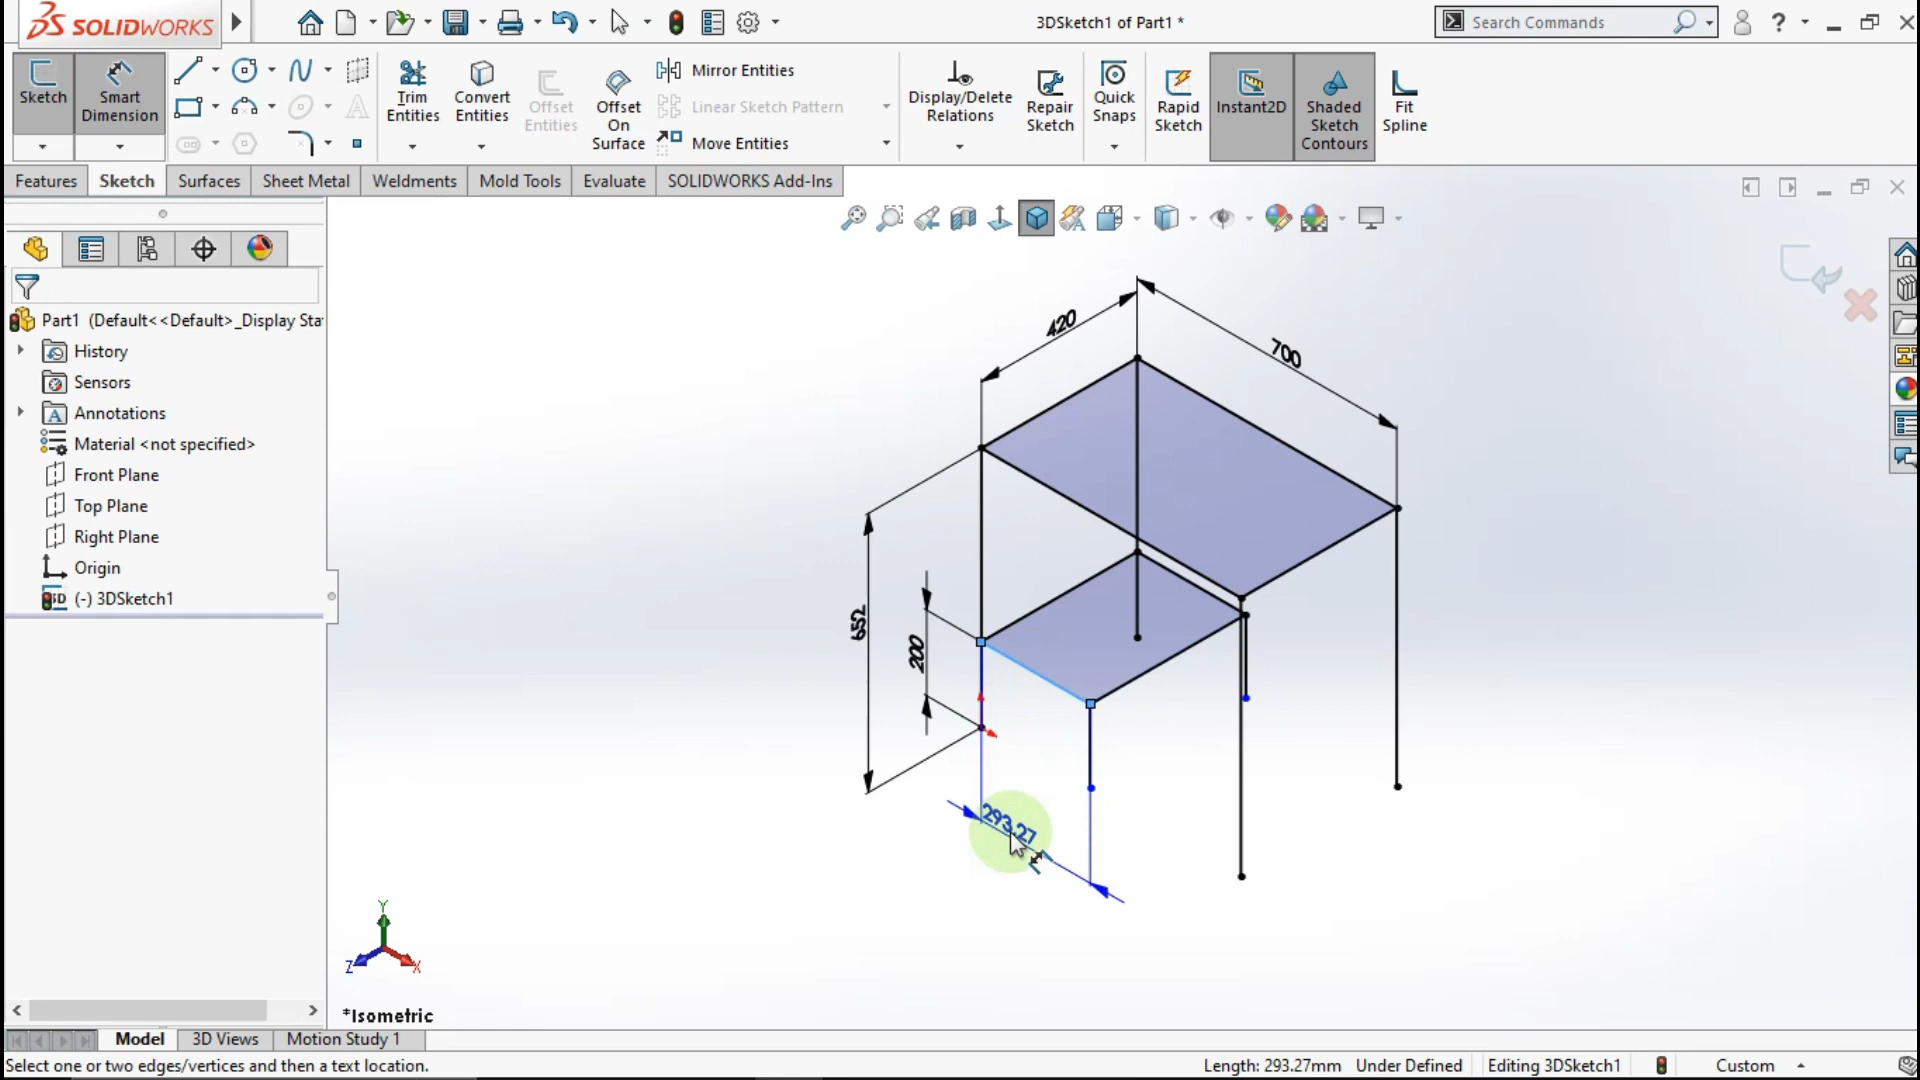 SOLIDWORKS
3DSketch1 of Part1 *
Search Commands
?
Sketch
Smart
Dimension
A
Trim
Entities
Convert
Entities
Offset
Entities
Offset
On
Surface
Mirror Entities
Linear Sketch Pattern
Move Entities
Display/Delete
Relations
Repair
Sketch
Quick
Snaps
Rapid
Sketch
Instant2D
Shaded
Sketch
Contours
Fit
Spline
Features
Sketch
Surfaces
Sheet Metal
Weldments
Mold Tools
Evaluate
SOLIDWORKS Add-Ins
Part1 (Default<<Default>_Display Sta
History
Sensors
Annotations
Material <not specified>
Front Plane
Top Plane
Right Plane
Origin
(-) 3DSketch1
420
700
652
200
293.27
Y
Z
X
*Isometric
Model
3D Views
Motion Study 1
Select one or two edges/vertices and then a text location.
Length: 293.27mm
Under Defined
Editing 3DSketch1
Custom